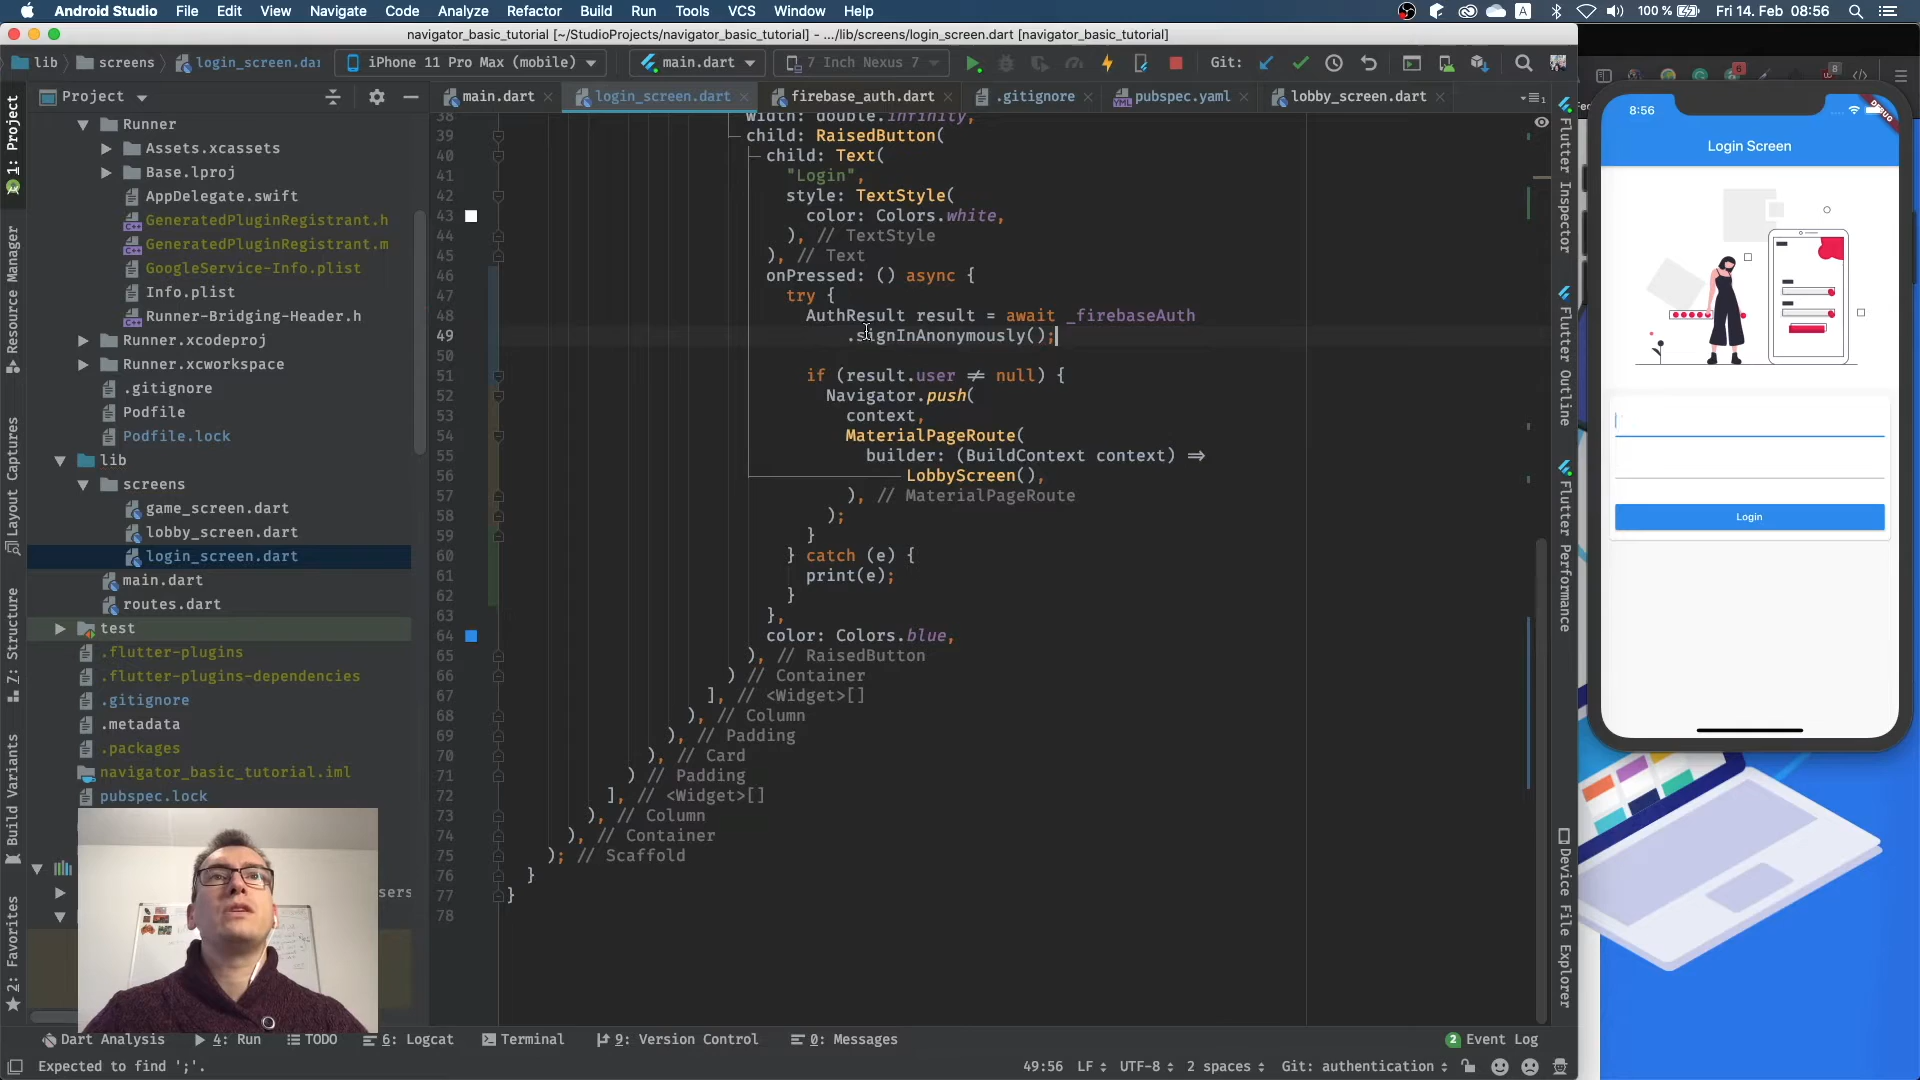 Android Studio File Edit View Navigate Code Analyze Refactor Build Run Tools VCS Window Help
100 % Fri 14. Feb 08:56
navigator_basic_tutorial [~/StudioProjects/navigator_basic_tutorial] - .../lib/screens/login_screen.dart [navigator_basic_tutorial]
lib screens login_screen.da
iPhone 11 Pro Max (mobile) main.dart 7 Inch Nexus 7 Git:
Project
main.dart login_screen.dart firebase_auth.dart .gitignore pubspec.yaml lobby_screen.dart
1: Project
Resource Manager
Layout Captures
Z: Structure
Build Variants
2: Favorites
Runner
Assets.xcassets
Base.lproj
AppDelegate.swift
GeneratedPluginRegistrant.h
GeneratedPluginRegistrant.m
GoogleService-Info.plist
Info.plist
Runner-Bridging-Header.h
Runner.xcodeproj
Runner.xcworkspace
.gitignore
Podfile
Podfile.lock
lib
screens
game_screen.dart
lobby_screen.dart
login_screen.dart
main.dart
routes.dart
test
.flutter-plugins
.flutter-plugins-dependencies
.gitignore
.metadata
.packages
navigator_basic_tutorial.iml
pubspec.lock
sers
38 width: double.infinity,
39 child: RaisedButton(
40 child: Text(
41 "Login",
42 style: TextStyle(
43 color: Colors.white,
44 ), // TextStyle
45 ), // Text
46 onPressed: () async {
47 try {
48 AuthResult result = await _firebaseAuth
49 .signInAnonymously();
50
51 if (result.user ≠ null) {
52 Navigator.push(
53 context,
54 MaterialPageRoute(
55 builder: (BuildContext context) ⇒
56 LobbyScreen(),
57 ), // MaterialPageRoute
58 );
59 }
60 } catch (e) {
61 print(e);
62 }
63 },
64 color: Colors.blue,
65 ), // RaisedButton
66 ) // Container
67 ], // <Widget>[]
68 ), // Column
69 ), // Padding
70 ), // Card
71 ) // Padding
72 ], // <Widget>[]
73 ), // Column
74 ), // Container
75 ); // Scaffold
76 }
77 }
78
Flutter Inspector
Flutter Outline
Flutter Performance
Device File Explorer
8:56
DEBUG
Login Screen
Login
Dart Analysis 4: Run TODO 6: Logcat Terminal 9: Version Control 0: Messages 2 Event Log
Expected to find ';'. 49:56 LF UTF-8 2 spaces Git: authentication